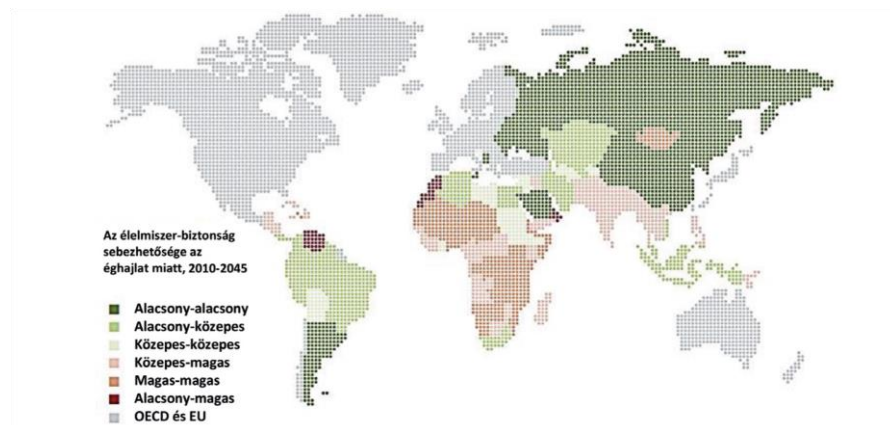 Az élelmiszer-biztonság
sebezhetősége az
éghajlat miatt, 2010-2045
Alacsony-alacsony
Alacsony-közepes
Közepes-közepes
Közepes-magas
Magas-magas
Alacsony-magas
OECD és EU